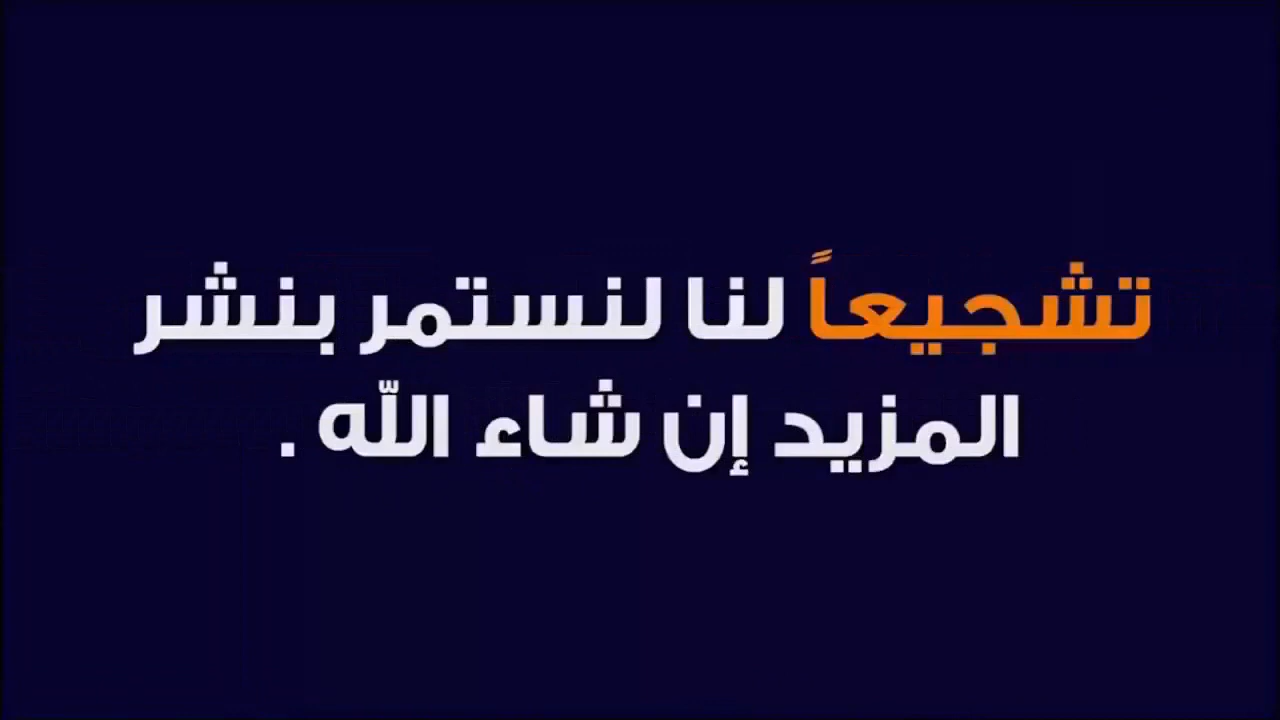 تشجيعاً لنا لنستمر بنشر
المزيد إن شاء اللّه .